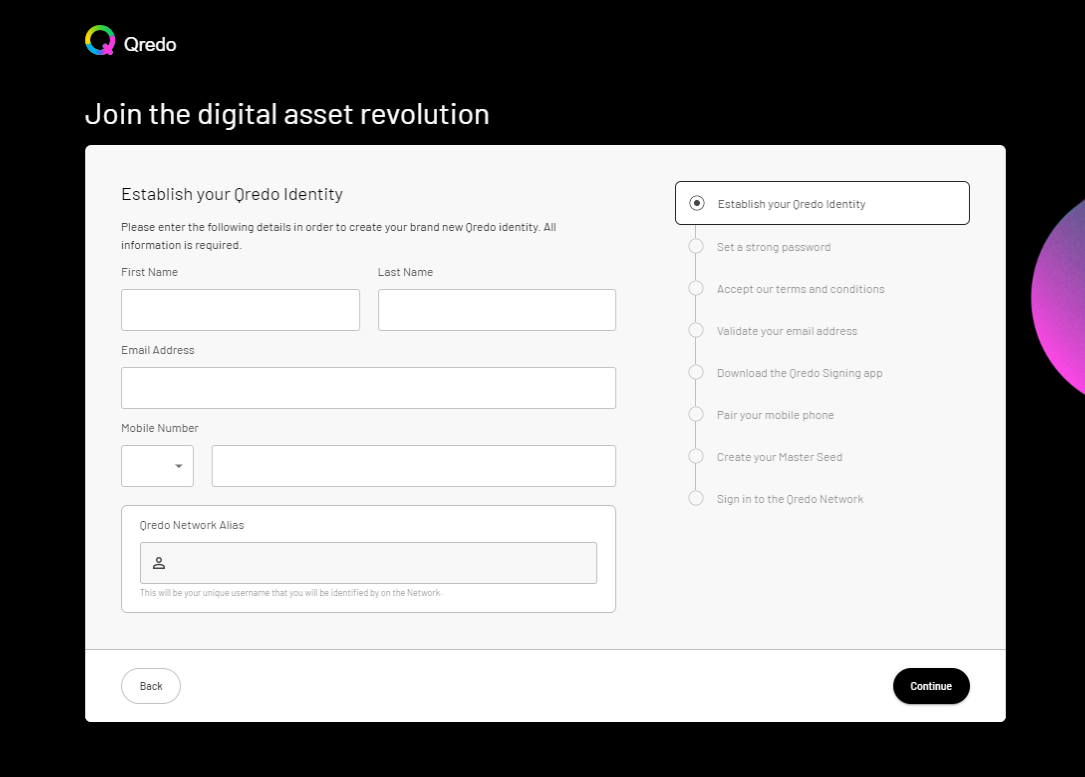 Qredo
Join the digital asset revolution
Establish your Qredo Identity
Please enter the following details in order to create your brand new Qredo identity. All
information is required.
First Name
Last Name
Email Address
Mobile Number
Qredo Network Alias
This will be your unique username that you will be identified by on the Network.
Establish your Qredo Identity
Set a strong password
Accept our terms and conditions
Validate your email address
Download the Qredo Signing app
Pair your mobile phone
Create your Master Seed
Sign in to the Qredo Network
Back
Continue